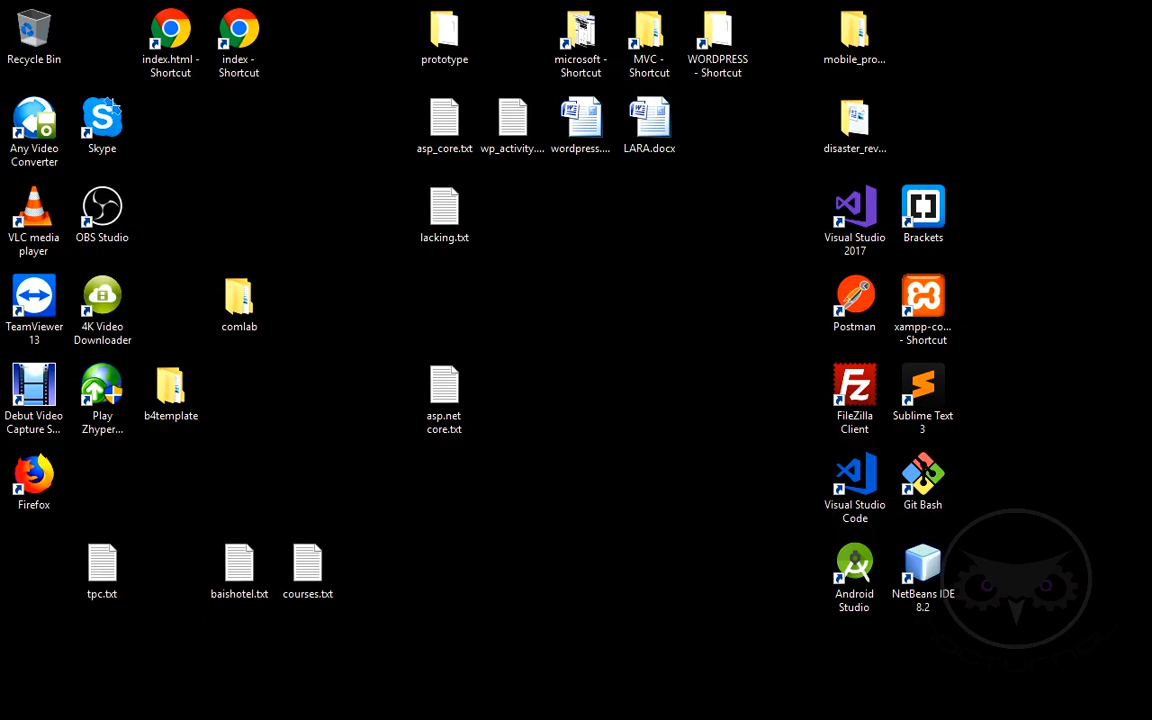 Recycle Bin
index.html -
Shortcut
index -
Shortcut
prototype
microsoft -
Shortcut
MVC -
Shortcut
WORDPRESS
- Shortcut
mobile_pro...
Any Video
Converter
Skype
asp_core.txt
wp_activity....
wordpress....
LARA.docx
disaster_rev...
VLC media
player
OBS Studio
lacking.txt
Visual Studio
2017
Brackets
TeamViewer
13
4K Video
Downloader
comlab
Postman
xampp-co...
- Shortcut
Debut Video
Capture S...
Play
Zhyper...
b4template
asp.net
core.txt
FileZilla
Client
Sublime Text
3
Firefox
Visual Studio
Code
Git Bash
tpc.txt
baishotel.txt
courses.txt
Android
Studio
NetBeans IDE
8.2